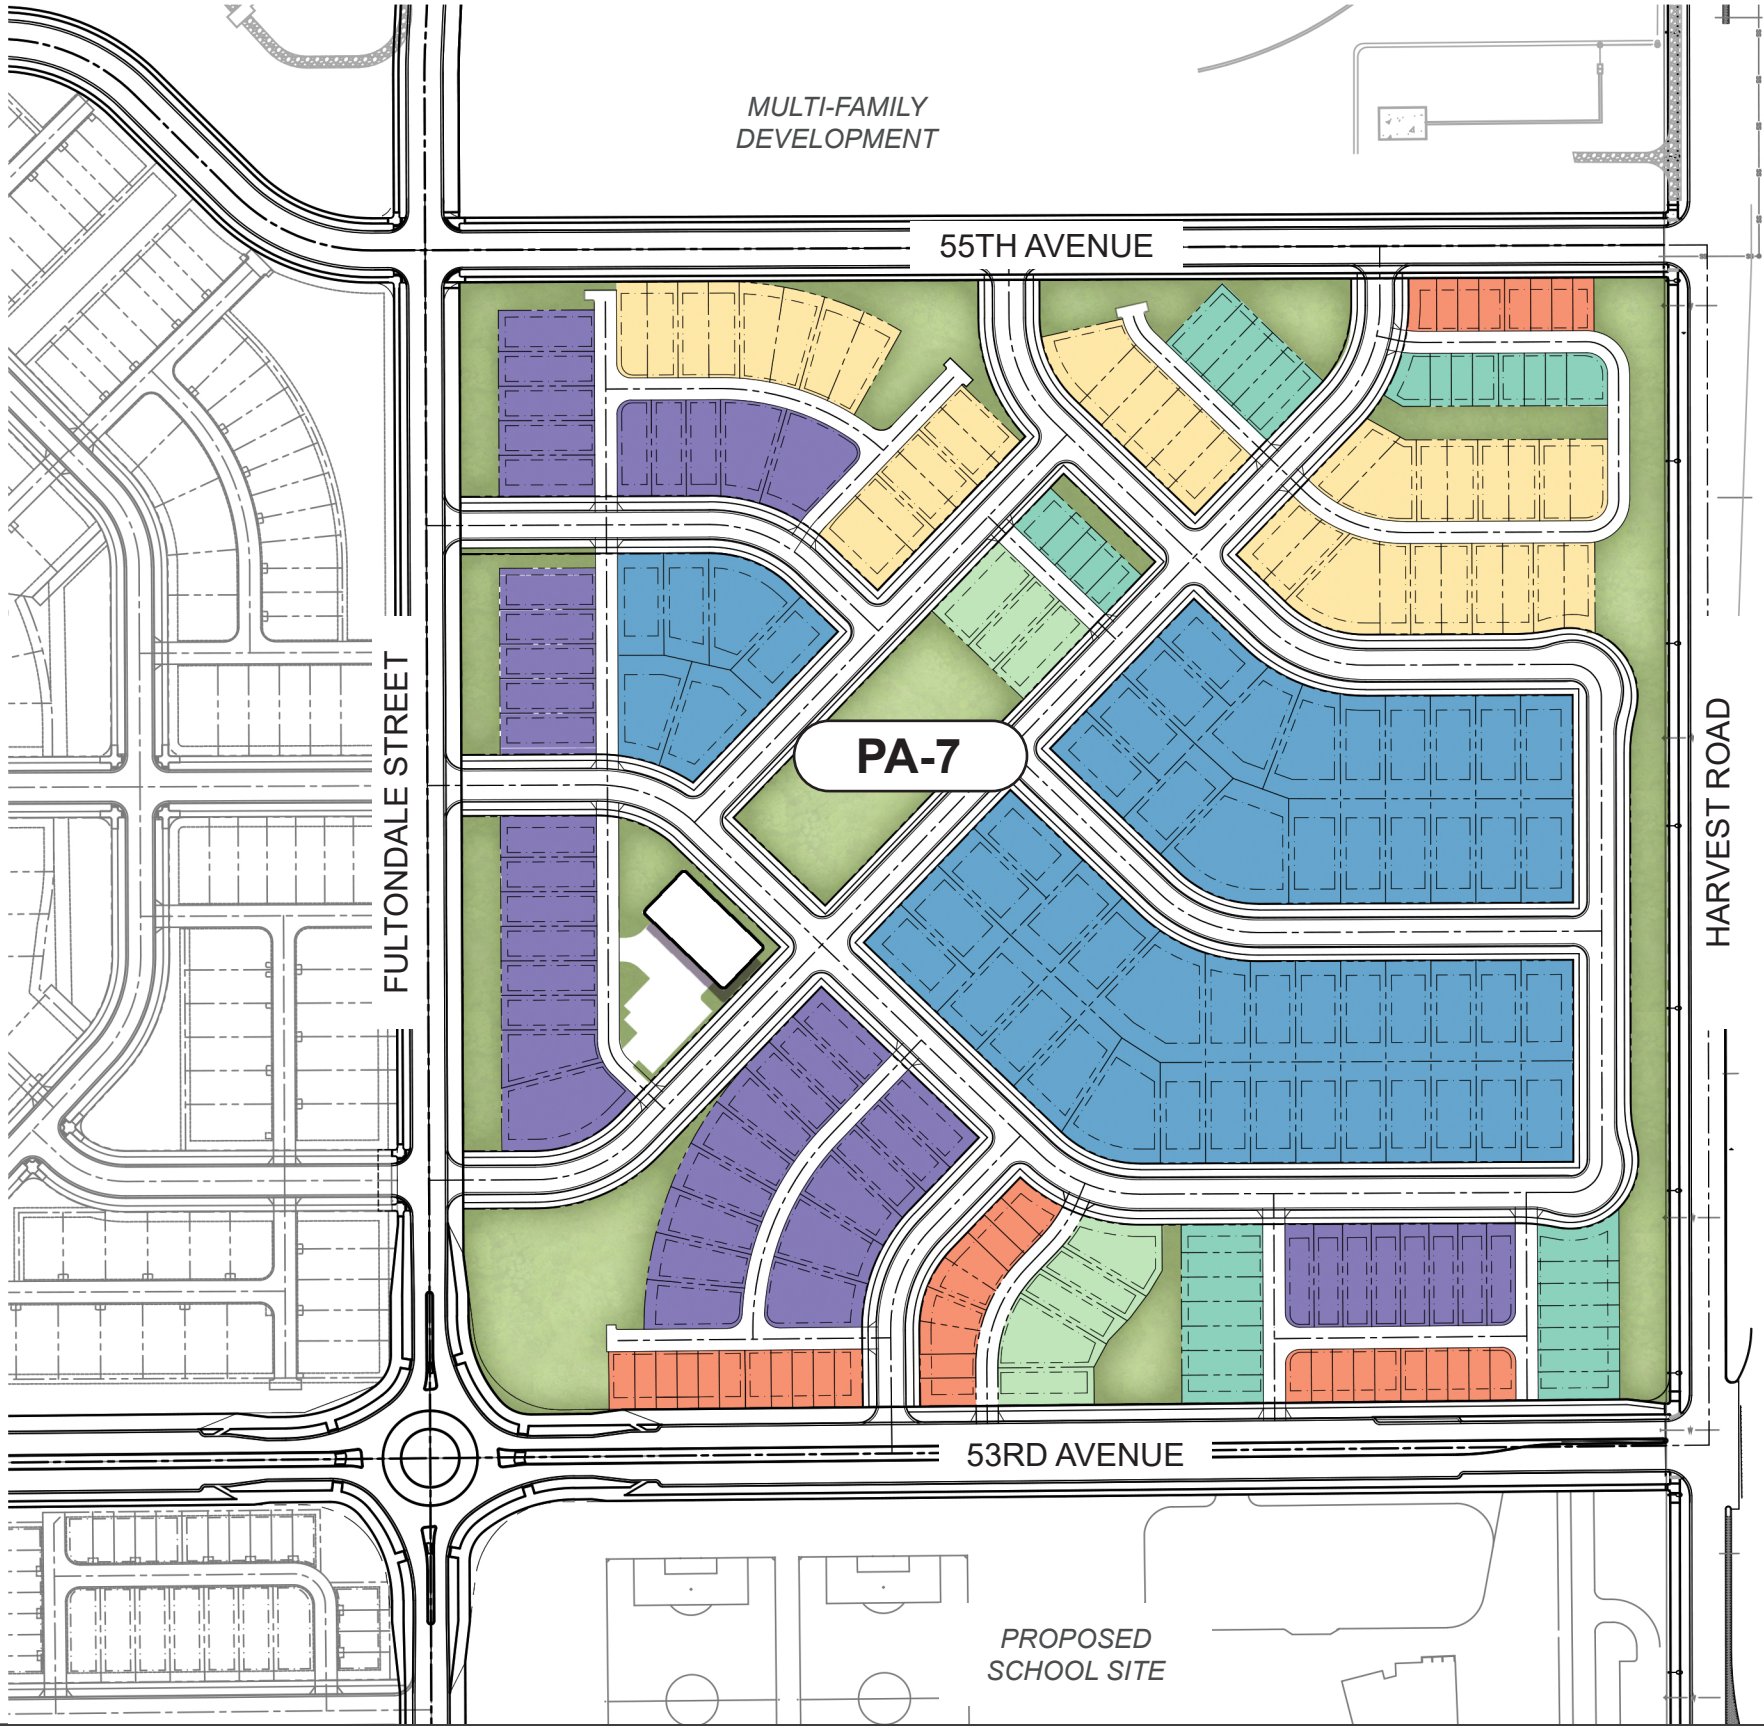 MULTI-FAMILY
DEVELOPMENT
55TH AVENUE
FULTONDALE STREET
PA-7
HARVEST ROAD
53RD AVENUE
PROPOSED
SCHOOL SITE